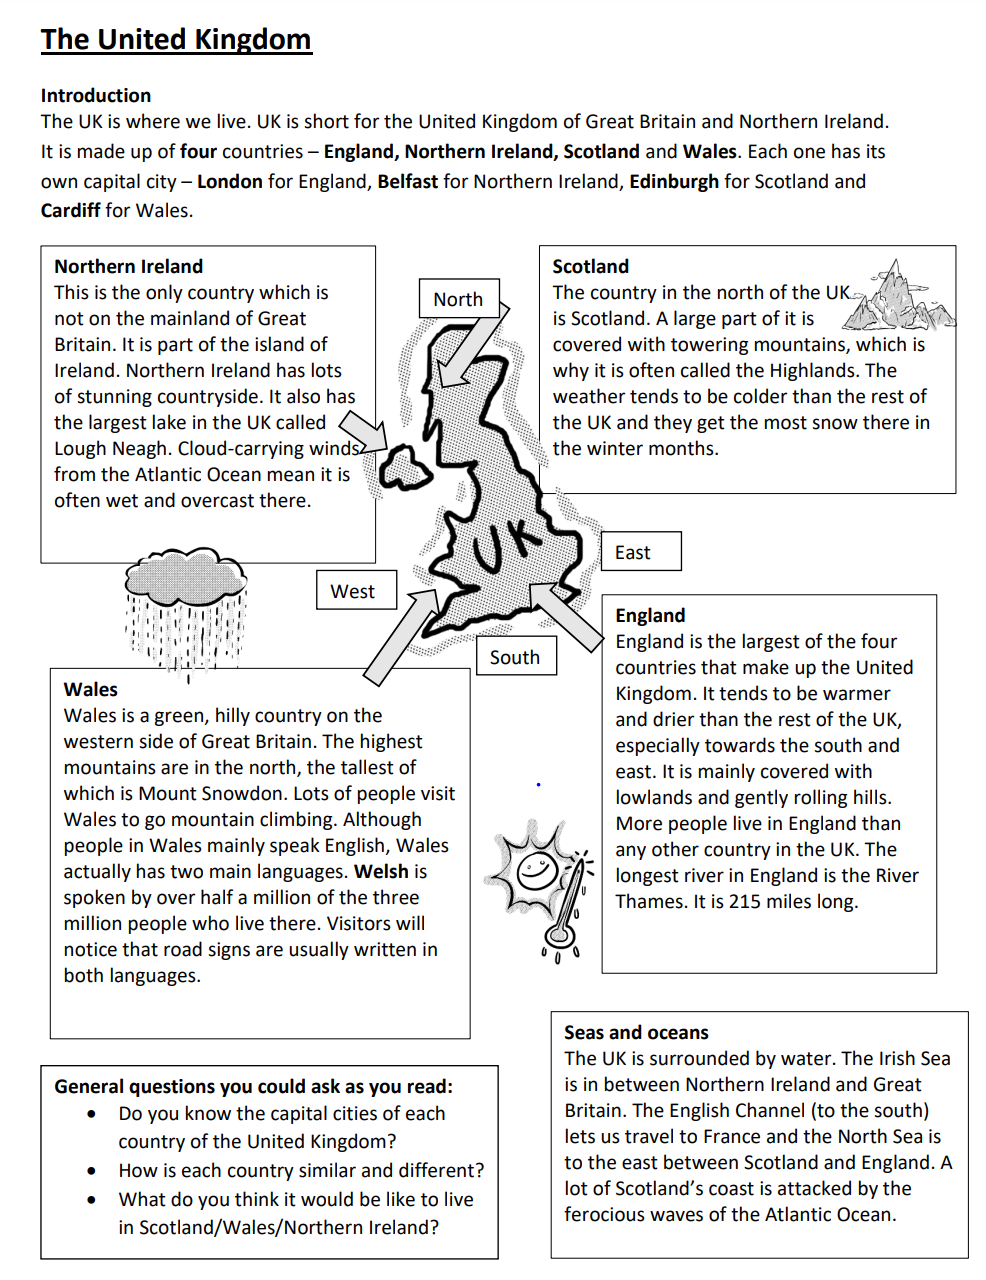 The United Kingdom
Introduction
The UK is where we live. UK is short for the United Kingdom of Great Britain and Northern Ireland.
It is made up of four countries – England, Northern Ireland, Scotland and Wales. Each one has its
own capital city – London for England, Belfast for Northern Ireland, Edinburgh for Scotland and
Cardiff for Wales.
Northern Ireland
This is the only country which is
not on the mainland of Great
Britain. It is part of the island of
Ireland. Northern Ireland has lots
of stunning countryside. It also has
the largest lake in the UK called
Lough Neagh. Cloud-carrying winds
from the Atlantic Ocean mean it is
often wet and overcast there.
North
Scotland
The country in the north of the UK
is Scotland. A large part of it is
covered with towering mountains, which is
why it is often called the Highlands. The
weather tends to be colder than the rest of
the UK and they get the most snow there in
the winter months.
UK
East
West
South
England
England is the largest of the four
countries that make up the United
Kingdom. It tends to be warmer
and drier than the rest of the UK,
especially towards the south and
east. It is mainly covered with
lowlands and gently rolling hills.
More people live in England than
any other country in the UK. The
longest river in England is the River
Thames. It is 215 miles long.
Wales
Wales is a green, hilly country on the
western side of Great Britain. The highest
mountains are in the north, the tallest of
which is Mount Snowdon. Lots of people visit
Wales to go mountain climbing. Although
people in Wales mainly speak English, Wales
actually has two main languages. Welsh is
spoken by over half a million of the three
million people who live there. Visitors will
notice that road signs are usually written in
both languages.
Seas and oceans
The UK is surrounded by water. The Irish Sea
is in between Northern Ireland and Great
Britain. The English Channel (to the south)
lets us travel to France and the North Sea is
to the east between Scotland and England. A
lot of Scotland's coast is attacked by the
ferocious waves of the Atlantic Ocean.
General questions you could ask as you read:
• Do you know the capital cities of each
country of the United Kingdom?
• How is each country similar and different?
• What do you think it would be like to live
in Scotland/Wales/Northern Ireland?